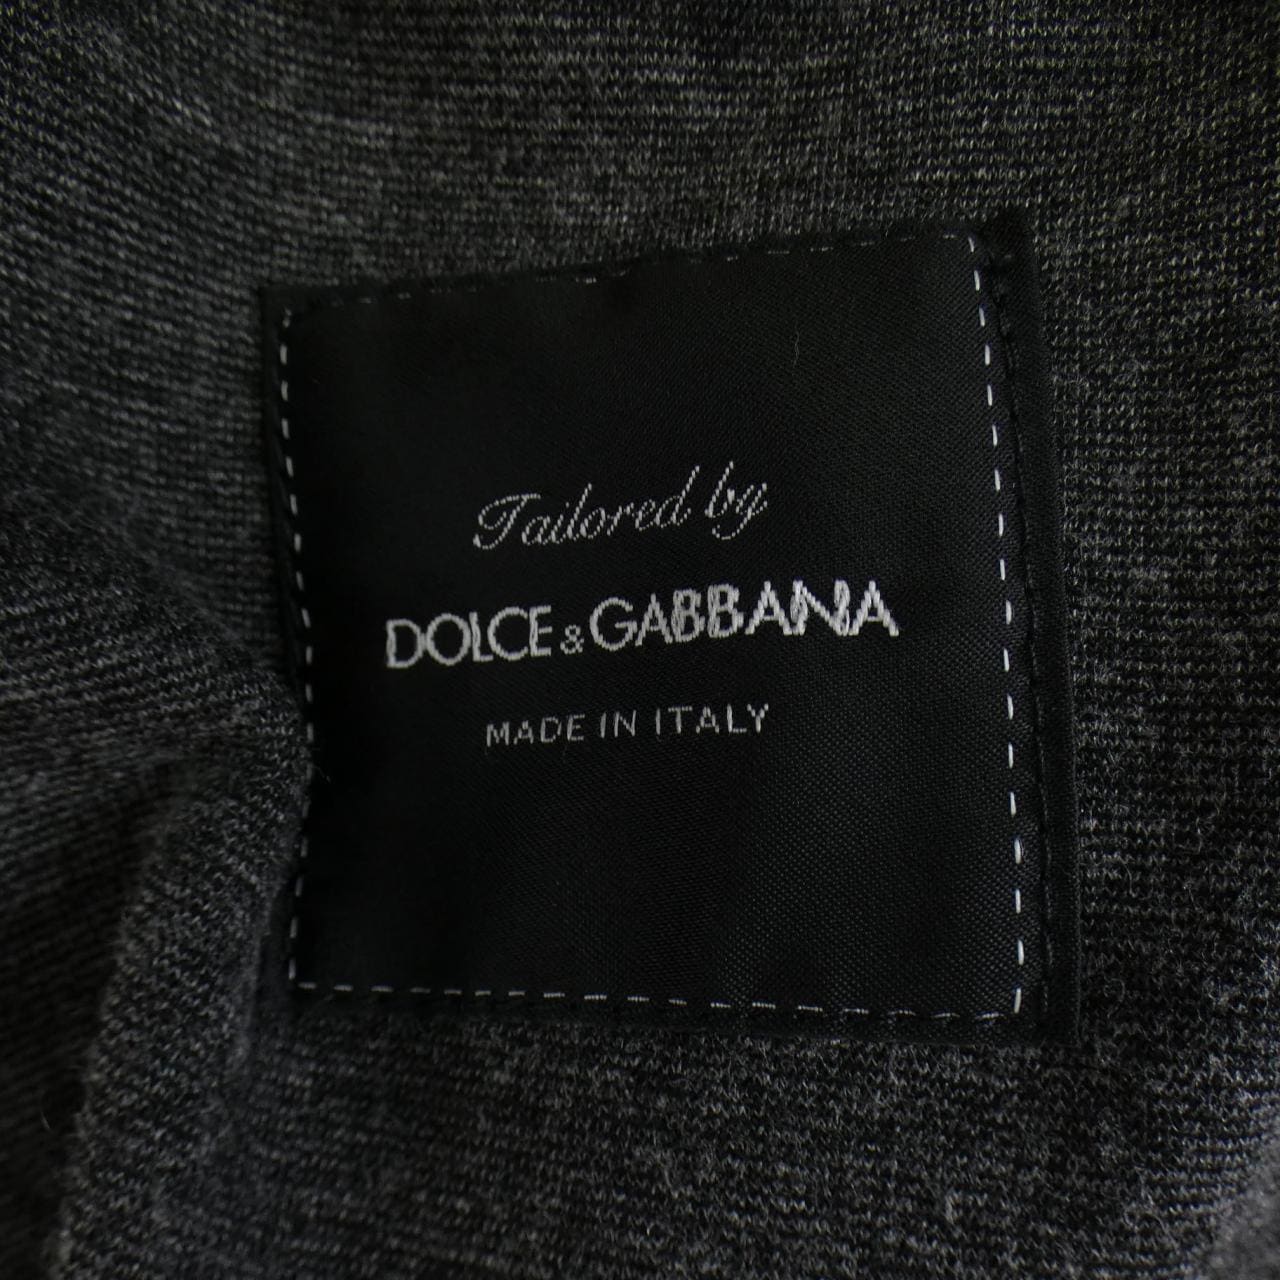 Tailored by
DOLCE & GABBANA
MADE IN ITALY